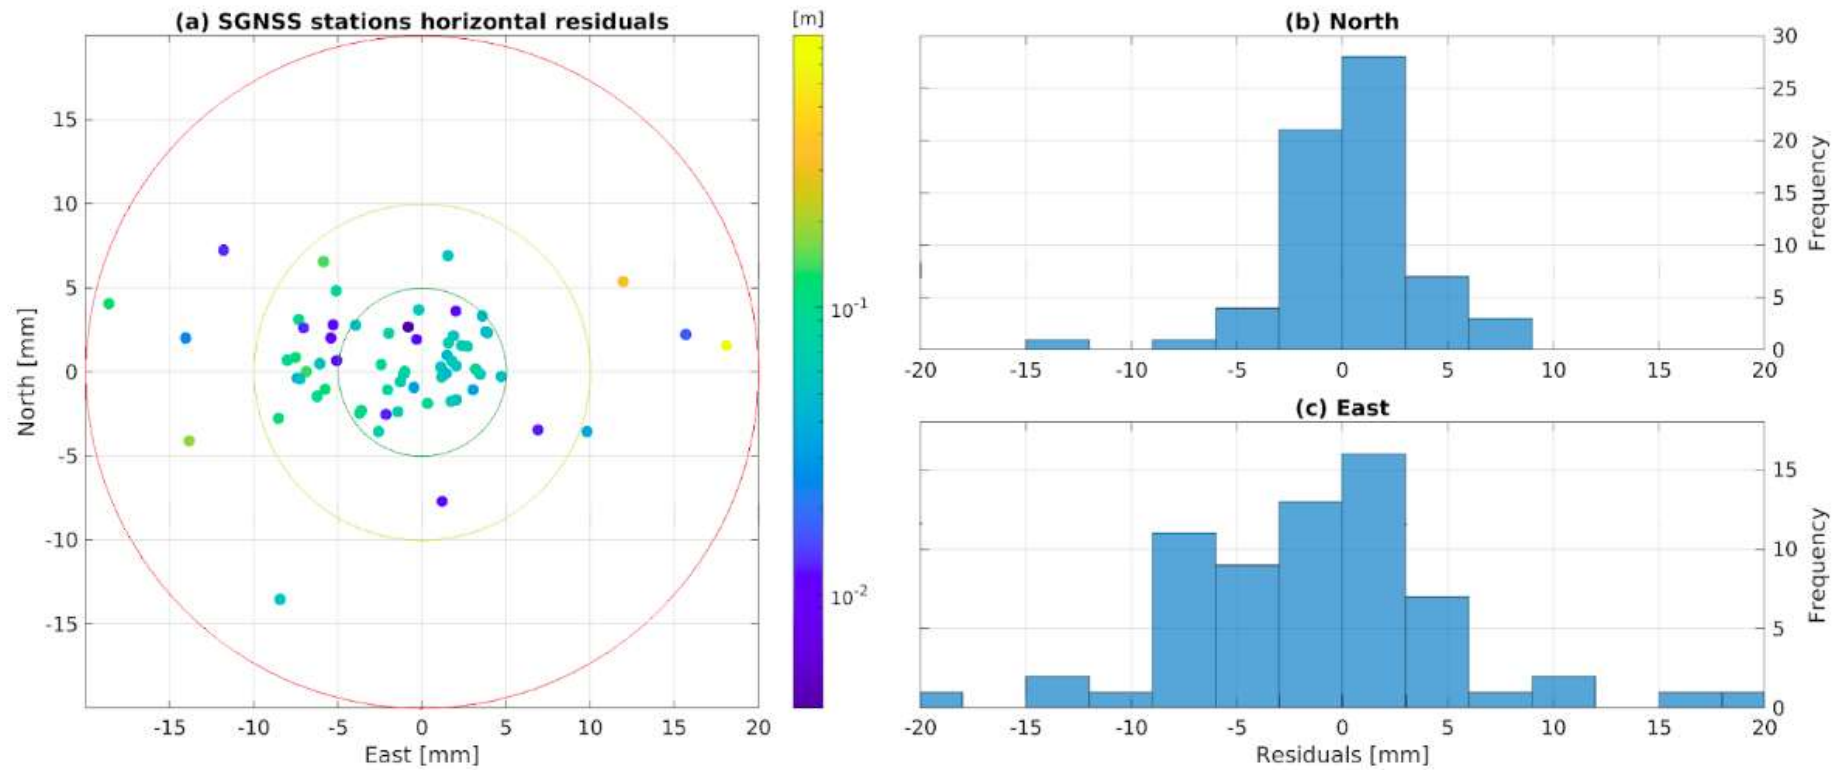 (a) SGNSS stations horizontal residuals
[m]
15
10
5
0
-5
-10
-15
North [mm]
-15 -10 -5 0 5 10 15 20
East [mm]
10-1
10-2
(b) North
30
25
20
15
10
5
0
Frequency
-20 -15 -10 -5 0 5 10 15 20
(c) East
15
10
5
0
Frequency
-20 -15 -10 -5 0 5 10 15 20
Residuals [mm]